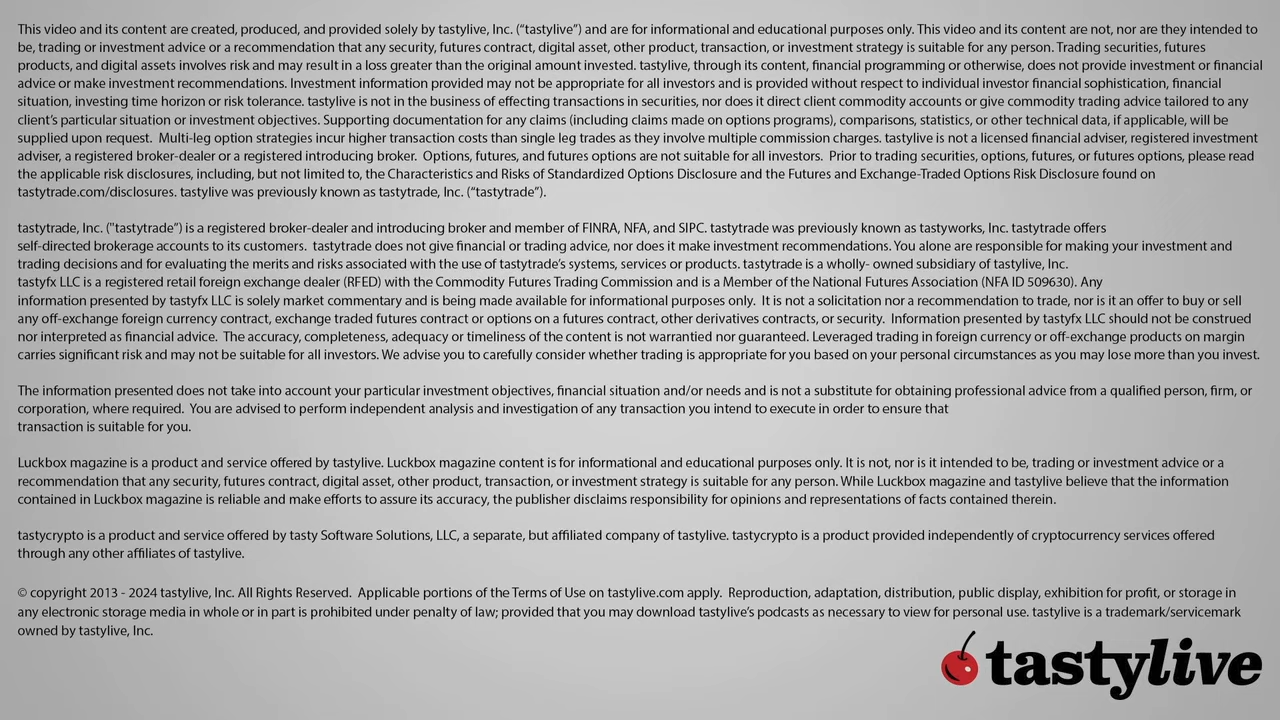 This video and its content are created, produced, and provided solely by tastylive, Inc. (“tastylive”) and are for informational and educational purposes only. This video and its content are not, nor are they intended to
be, trading or investment advice or a recommendation that any security, futures contract, digital asset, other product, transaction, or investment strategy is suitable for any person. Trading securities, futures
products, and digital assets involves risk and may result in a loss greater than the original amount invested. tastylive, through its content, financial programming or otherwise, does not provide investment or financial
advice or make investment recommendations. Investment information provided may not be appropriate for all investors and is provided without respect to individual investor financial sophistication, financial
situation, investing time horizon or risk tolerance. tastylive is not in the business of effecting transactions in securities, nor does it direct client commodity accounts or give commodity trading advice tailored to any
client’s particular situation or investment objectives. Supporting documentation for any claims (including claims made on options programs), comparisons, statistics, or other technical data, if applicable, will be
supplied upon request.  Multi-leg option strategies incur higher transaction costs than single leg trades as they involve multiple commission charges. tastylive is not a licensed financial adviser, registered investment
adviser, a registered broker-dealer or a registered introducing broker.  Options, futures, and futures options are not suitable for all investors.  Prior to trading securities, options, futures, or futures options, please read
the applicable risk disclosures, including, but not limited to, the Characteristics and Risks of Standardized Options Disclosure and the Futures and Exchange-Traded Options Risk Disclosure found on
tastytrade.com/disclosures. tastylive was previously known as tastytrade, Inc. (“tastytrade”).
tastytrade, Inc. ("tastytrade”) is a registered broker-dealer and introducing broker and member of FINRA, NFA, and SIPC. tastytrade was previously known as tastyworks, Inc. tastytrade offers
self-directed brokerage accounts to its customers.  tastytrade does not give financial or trading advice, nor does it make investment recommendations. You alone are responsible for making your investment and
trading decisions and for evaluating the merits and risks associated with the use of tastytrade’s systems, services or products. tastytrade is a wholly- owned subsidiary of tastylive, Inc.
tastyfx LLC is a registered retail foreign exchange dealer (RFED) with the Commodity Futures Trading Commission and is a Member of the National Futures Association (NFA ID 509630). Any
information presented by tastyfx LLC is solely market commentary and is being made available for informational purposes only.  It is not a solicitation nor a recommendation to trade, nor is it an offer to buy or sell
any off-exchange foreign currency contract, exchange traded futures contract or options on a futures contract, other derivatives contracts, or security.  Information presented by tastyfx LLC should not be construed
nor interpreted as financial advice.  The accuracy, completeness, adequacy or timeliness of the content is not warrantied nor guaranteed. Leveraged trading in foreign currency or off-exchange products on margin
carries significant risk and may not be suitable for all investors. We advise you to carefully consider whether trading is appropriate for you based on your personal circumstances as you may lose more than you invest.
The information presented does not take into account your particular investment objectives, financial situation and/or needs and is not a substitute for obtaining professional advice from a qualified person, firm, or
corporation, where required.  You are advised to perform independent analysis and investigation of any transaction you intend to execute in order to ensure that
transaction is suitable for you.
Luckbox magazine is a product and service offered by tastylive. Luckbox magazine content is for informational and educational purposes only. It is not, nor is it intended to be, trading or investment advice or a
recommendation that any security, futures contract, digital asset, other product, transaction, or investment strategy is suitable for any person. While Luckbox magazine and tastylive believe that the information
contained in Luckbox magazine is reliable and make efforts to assure its accuracy, the publisher disclaims responsibility for opinions and representations of facts contained therein.
tastycrypto is a product and service offered by tasty Software Solutions, LLC, a separate, but affiliated company of tastylive. tastycrypto is a product provided independently of cryptocurrency services offered
through any other affiliates of tastylive.
© copyright 2013 - 2024 tastylive, Inc. All Rights Reserved.  Applicable portions of the Terms of Use on tastylive.com apply.  Reproduction, adaptation, distribution, public display, exhibition for profit, or storage in
any electronic storage media in whole or in part is prohibited under penalty of law; provided that you may download tastylive’s podcasts as necessary to view for personal use. tastylive is a trademark/servicemark
owned by tastylive, Inc.
tastylive